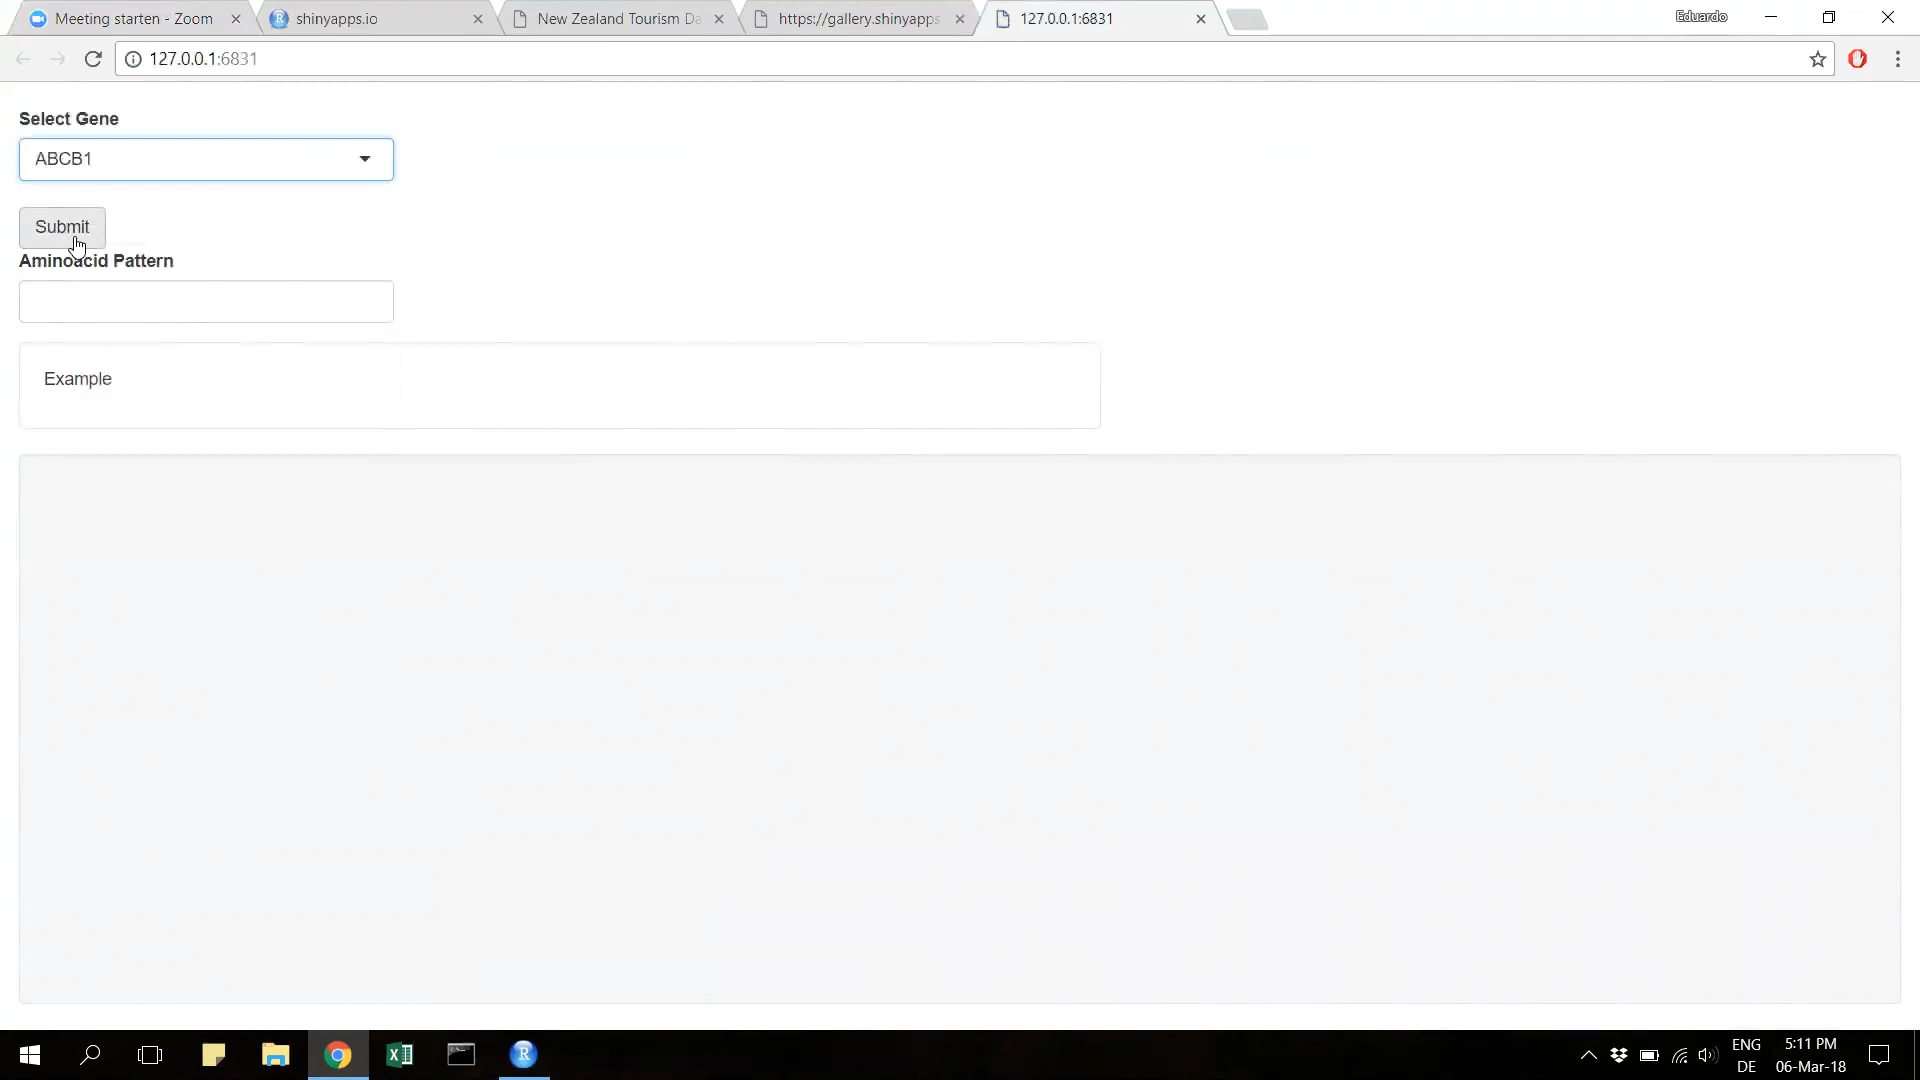 Meeting starten - Zoom
shinyapps.io
New Zealand Tourism Da
https://gallery.shinyapps
127.0.0.1:6831
Eduardo
127.0.0.1:6831
Select Gene
ABCB1
Submit
Aminoacid Pattern
Example
ENG
DE
5:11 PM
06-Mar-18